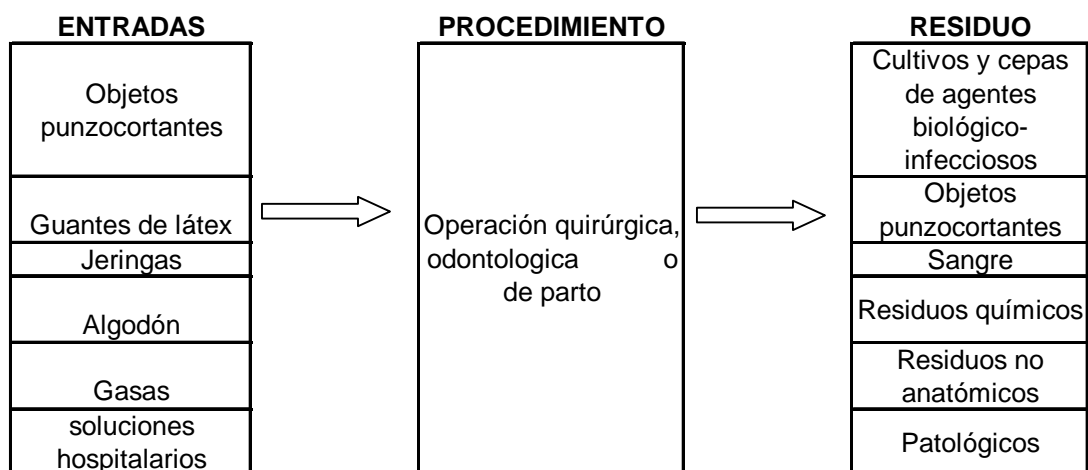 ENTRADAS
Objetos
punzocortantes
Guantes de látex
Jeringas
Algodón
Gasas
soluciones
hospitalarios
PROCEDIMIENTO
Operación quirúrgica,
odontologica o
de parto
RESIDUO
Cultivos y cepas
de agentes
biológico-
infecciosos
Objetos
punzocortantes
Sangre
Residuos químicos
Residuos no
anatómicos
Patológicos